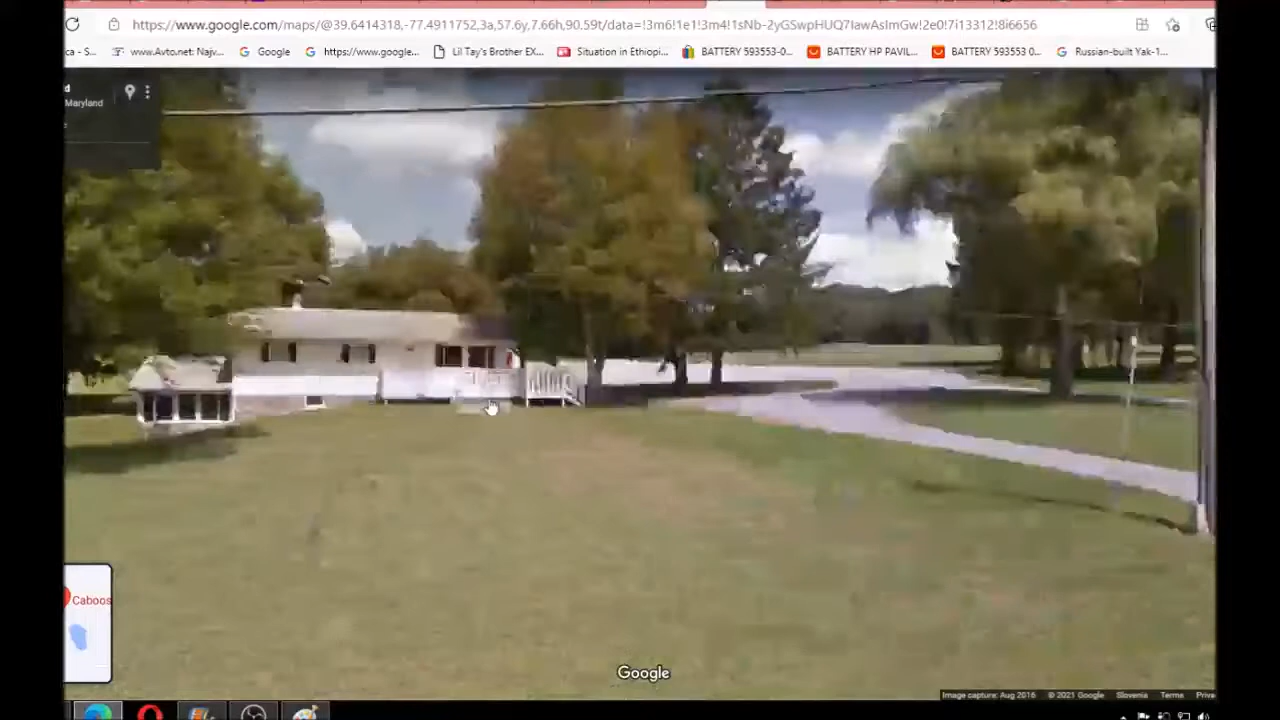 https://www.google.com/maps/@39.6414318,-77.4911752,3a,57.6y,7.66h,90.59t/data=!3m6!1e1!3m4!1sNb-2yGSwpHUQ7IawAsImGw!2e0!7i13312!8i6656
ca - S... www.Avto.net: Najv... Google https://www.google... Lil Tay's Brother EX... Situation in Ethiopi... BATTERY 593553-0... BATTERY HP PAVIL... BATTERY 593553 0... Russian-built Yak-1...
d
Maryland
Caboos
Google
Image capture: Aug 2016 © 2021 Google Slovenia Terms Priva